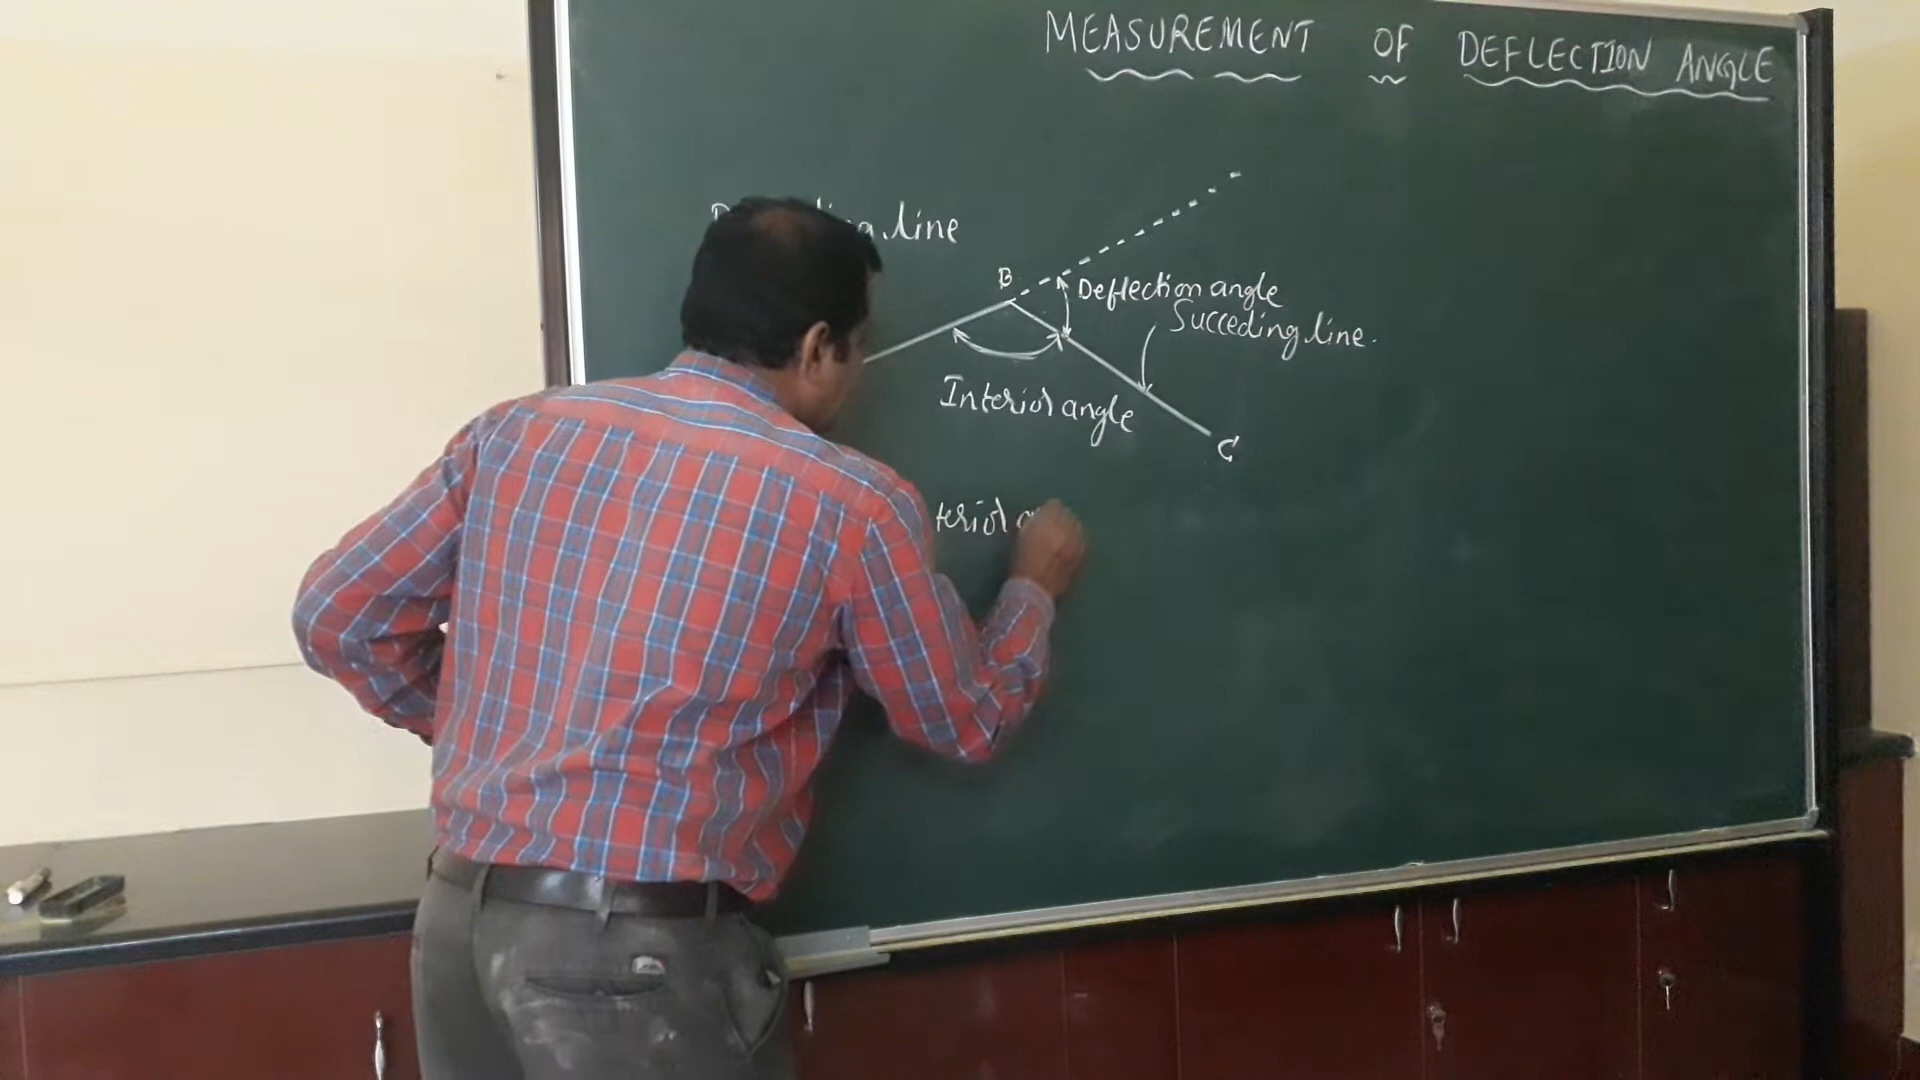 MEASUREMENT OF DEFLECTION ANGLE
line
B
Deflection angle
Succeding line.
Interior angle
C